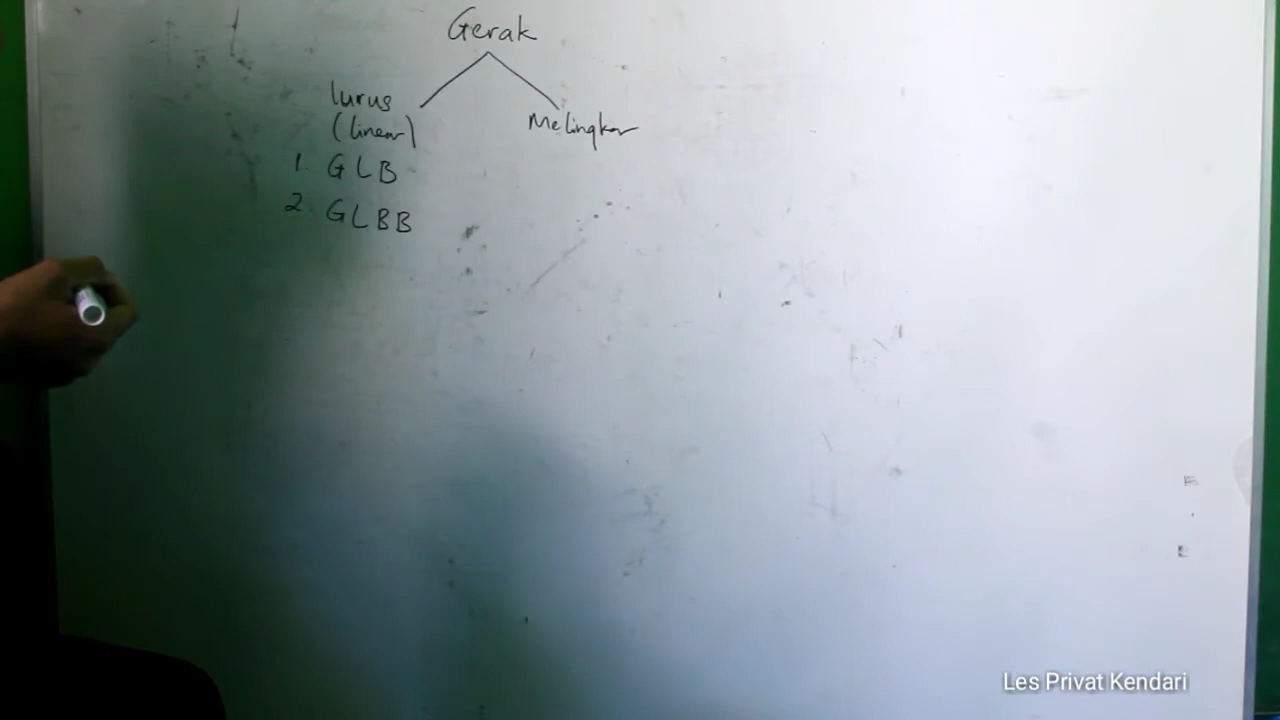 Gerak
lurus
(linear)
Melingkar
1. GLB
2. GLBB
Les Privat Kendari